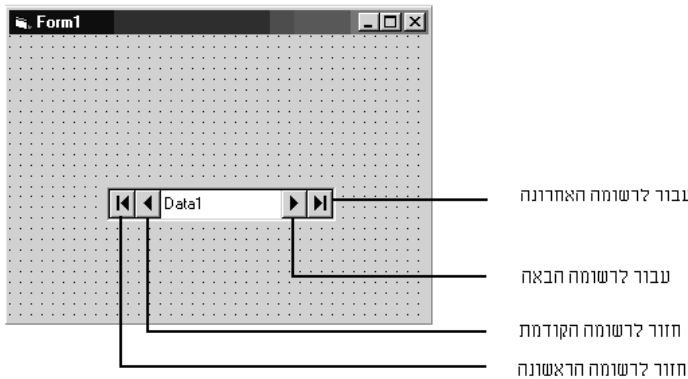 Form1
Data1
עבור לרשומה האחרונה
עבור לרשומה הבאה
חזור לרשומה הקודמת
חזור לרשומה הראשונה